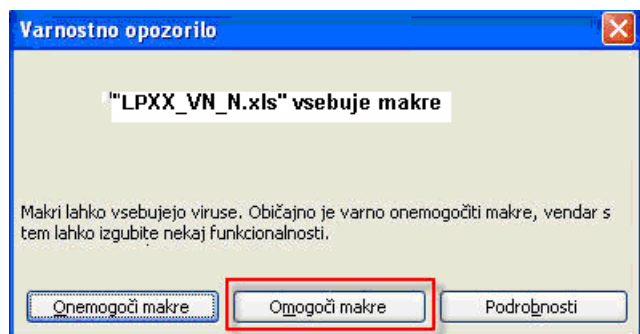 Varnostno opozorilo
"'LPXX_VN_N.xls" vsebuje makre
Makri lahko vsebujejo viruse. Običajno je varno onemogočiti makre, vendar s
tem lahko izgubite nekaj funkcionalnosti.
Onemogoči makre
Omogoči makre
Podrobnosti